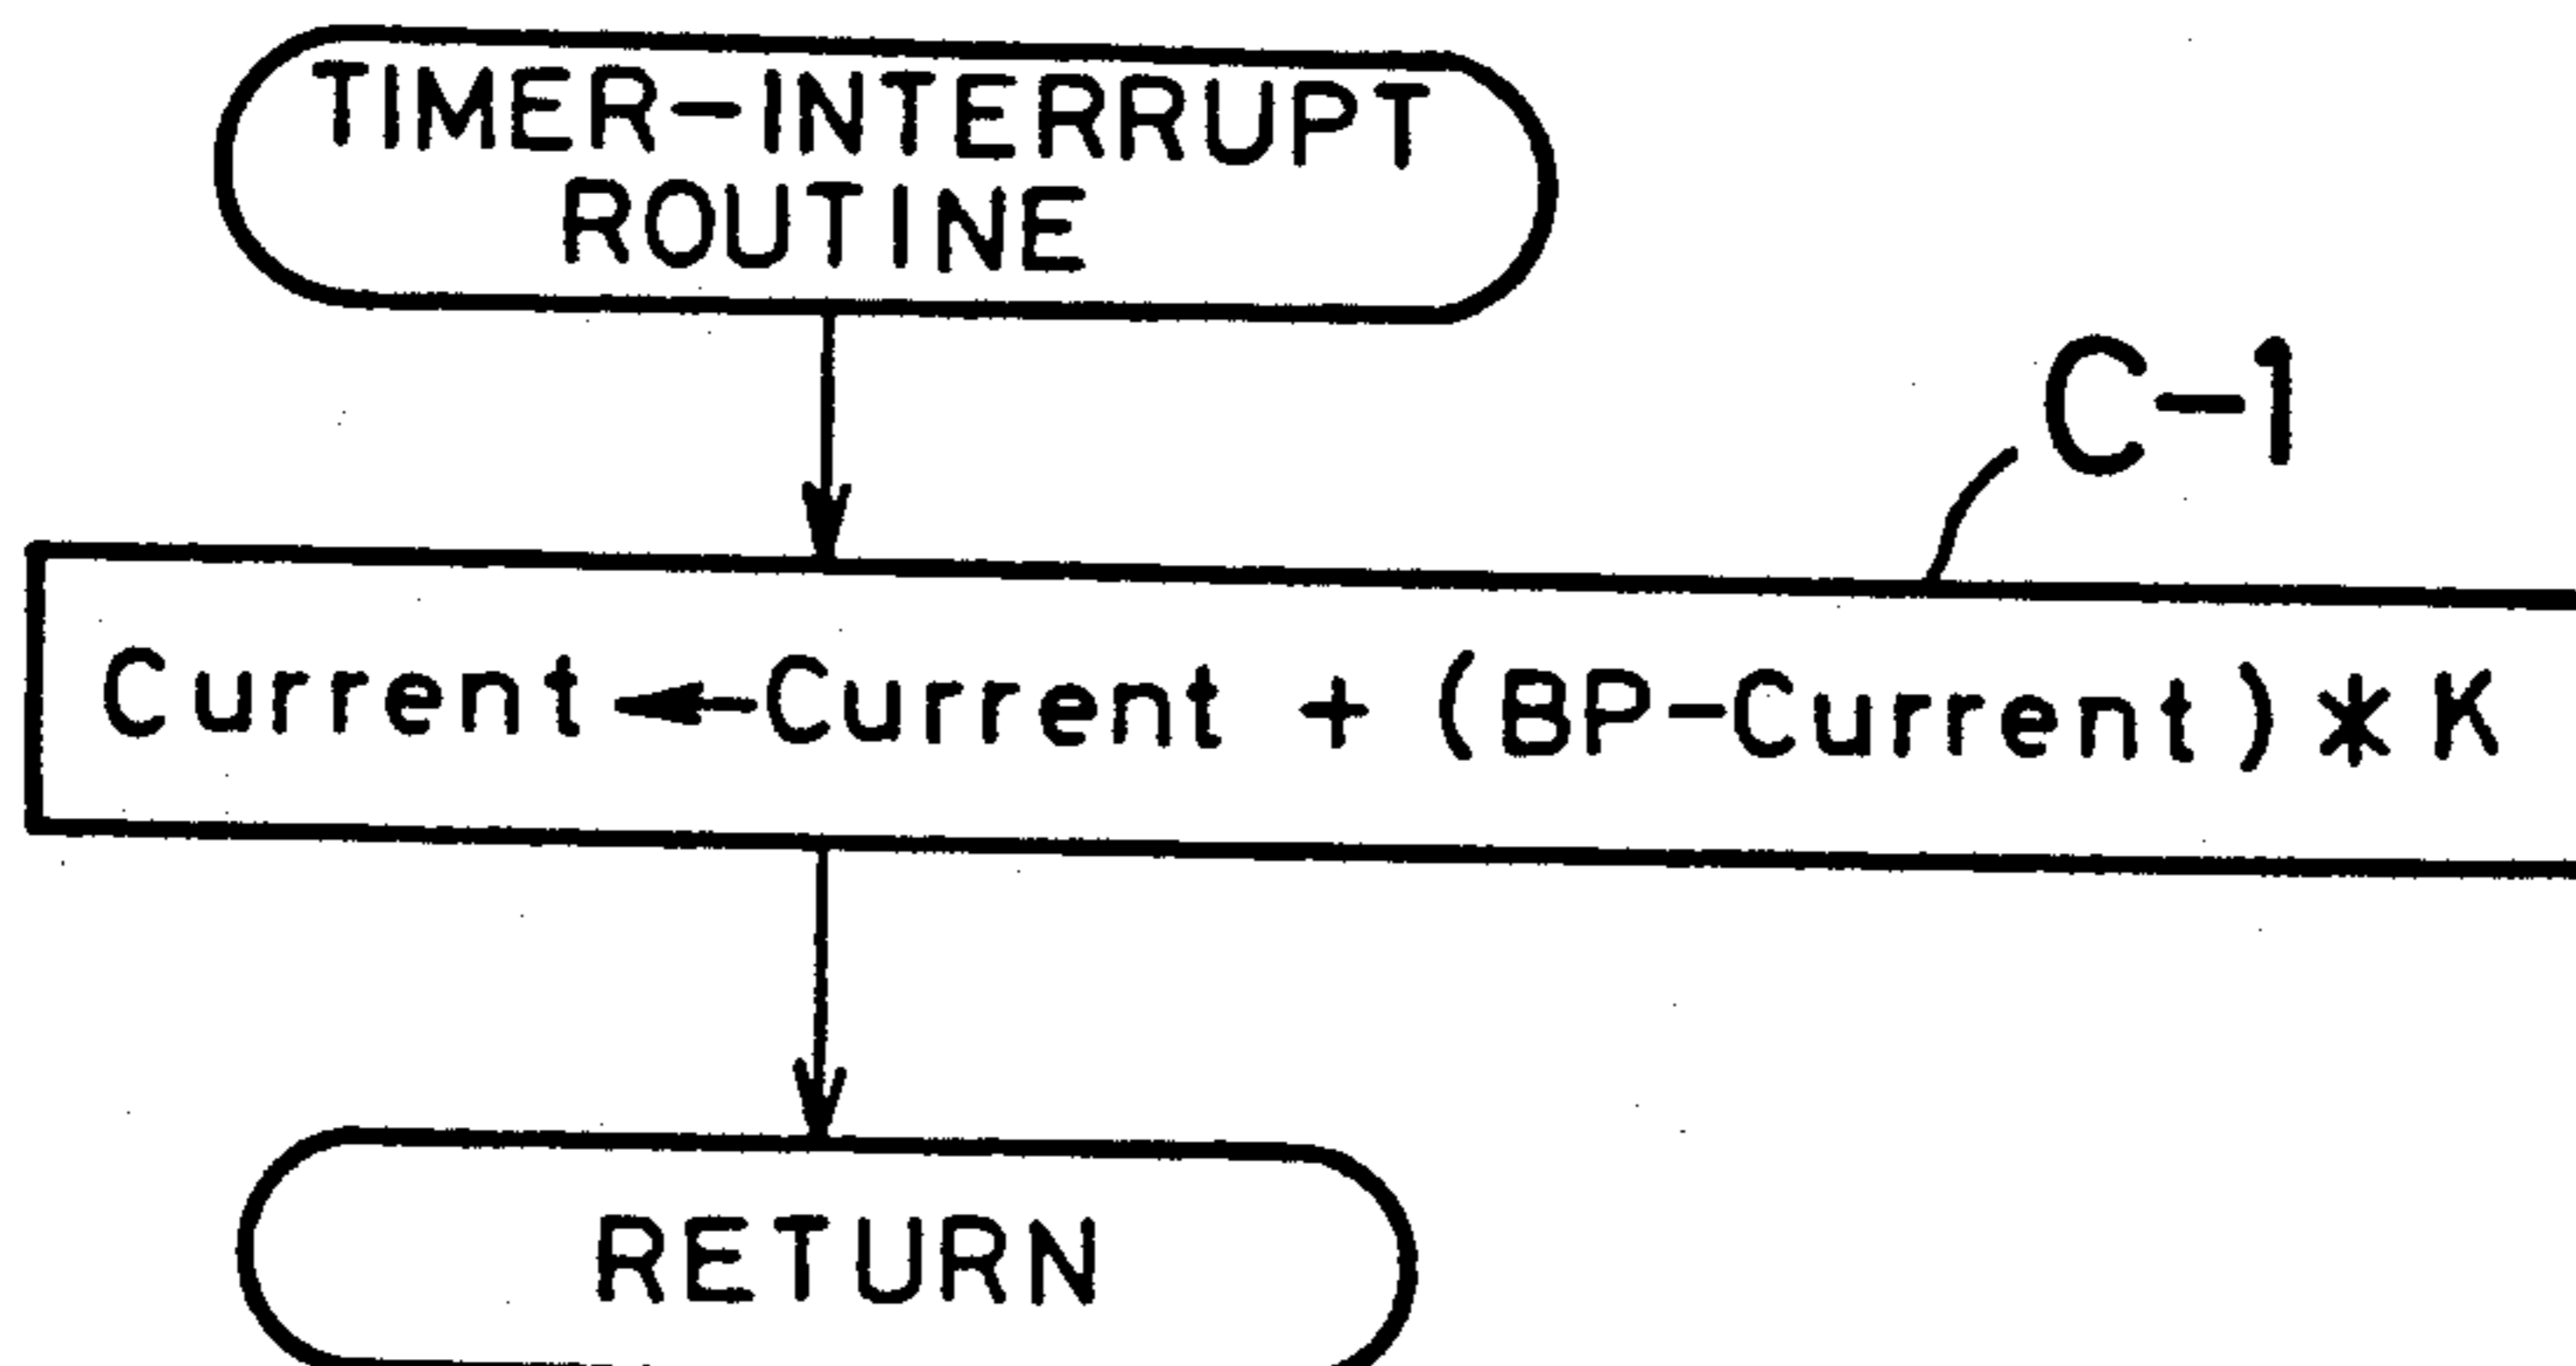 TIMER-INTERRUPT
ROUTINE
C-1
Current ← Current + (BP-Current) * K
RETURN